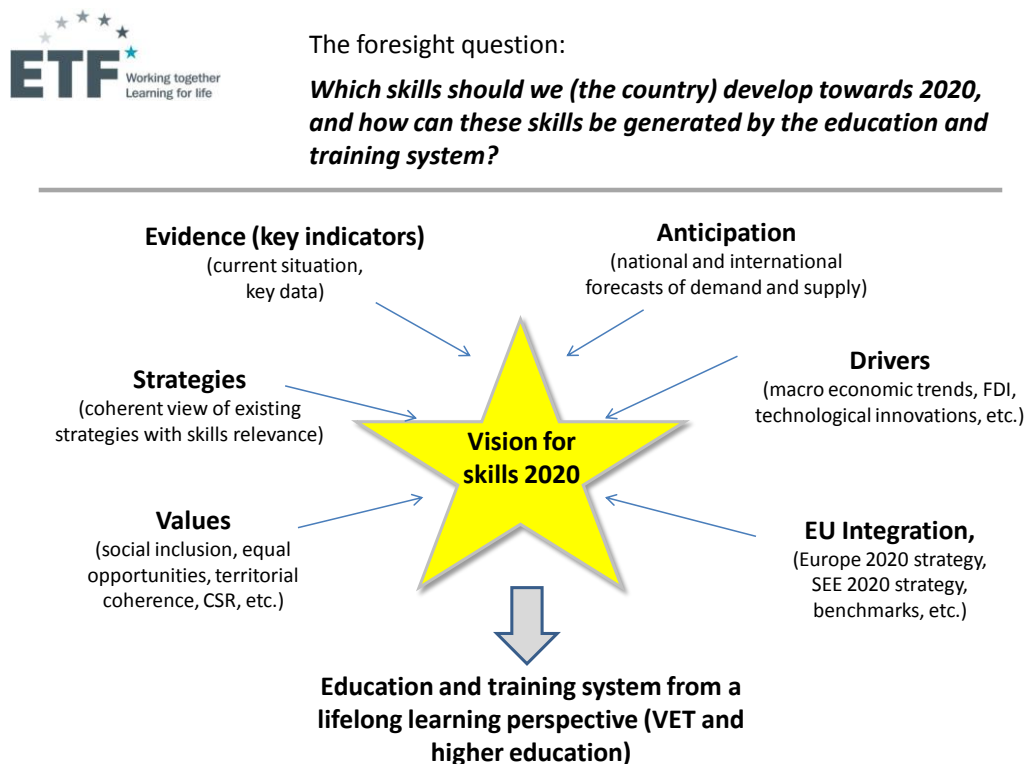 ETF
Working together
Learning for life
The foresight question:
Which skills should we (the country) develop towards 2020,
and how can these skills be generated by the education and
training system?
Evidence (key indicators)
(current situation,
key data)
Anticipation
(national and international
forecasts of demand and supply)
Strategies
(coherent view of existing
strategies with skills relevance)
Drivers
(macro economic trends, FDI,
technological innovations, etc.)
Vision for
skills 2020
Values
(social inclusion, equal
opportunities, territorial
coherence, CSR, etc.)
EU Integration,
(Europe 2020 strategy,
SEE 2020 strategy,
benchmarks, etc.)
Education and training system from a
lifelong learning perspective (VET and
higher education)